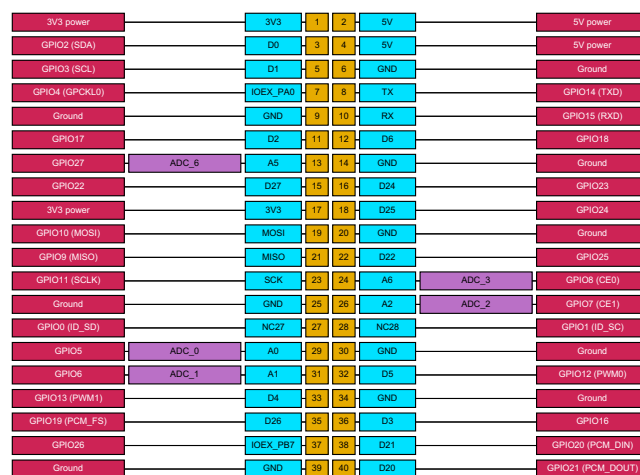 3V3 power 3V3 1 2 5V 5V power
GPIO2 (SDA) D0 3 4 5V 5V power
GPIO3 (SCL) D1 5 6 GND Ground
GPIO4 (GPCKL0) IOEX_PA0 7 8 TX GPIO14 (TXD)
Ground GND 9 10 RX GPIO15 (RXD)
GPIO17 D2 11 12 D6 GPIO18
GPIO27 ADC_6 A5 13 14 GND Ground
GPIO22 D27 15 16 D24 GPIO23
3V3 power 3V3 17 18 D25 GPIO24
GPIO10 (MOSI) MOSI 19 20 GND Ground
GPIO9 (MISO) MISO 21 22 D22 GPIO25
GPIO11 (SCLK) SCK 23 24 A6 ADC_3 GPIO8 (CE0)
Ground GND 25 26 A2 ADC_2 GPIO7 (CE1)
GPIO0 (ID_SD) NC27 27 28 NC28 GPIO1 (ID_SC)
GPIO5 ADC_0 A0 29 30 GND Ground
GPIO6 ADC_1 A1 31 32 D5 GPIO12 (PWM0)
GPIO13 (PWM1) D4 33 34 GND Ground
GPIO19 (PCM_FS) D26 35 36 D3 GPIO16
GPIO26 IOEX_PB7 37 38 D21 GPIO20 (PCM_DIN)
Ground GND 39 40 D20 GPIO21 (PCM_DOUT)